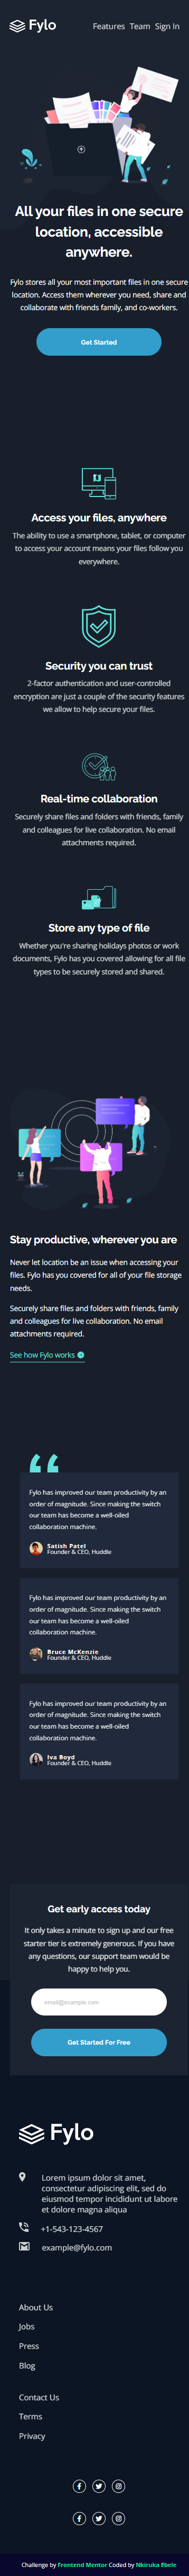 Fylo
Features Team Sign In
All your files in one secure
location, accessible
anywhere.
Fylo stores all your most important files in one secure
location. Access them wherever you need, share and
collaborate with friends family, and co-workers.
Get Started
Access your files, anywhere
The ability to use a smartphone, tablet, or computer
to access your account means your files follow you
everywhere.
Security you can trust
2-factor authentication and user-controlled
encryption are just a couple of the security features
we allow to help secure your files.
Real-time collaboration
Securely share files and folders with friends, family
and colleagues for live collaboration. No email
attachments required.
Store any type of file
Whether you're sharing holidays photos or work
documents, Fylo has you covered allowing for all file
types to be securely stored and shared.
Stay productive, wherever you are
Never let location be an issue when accessing your
files. Fylo has you covered for all of your file storage
needs.
Securely share files and folders with friends, family
and colleagues for live collaboration. No email
attachments required.
See how Fylo works
Fylo has improved our team productivity by an
order of magnitude. Since making the switch
our team has become a well-oiled
collaboration machine.
Satish Patel
Founder & CEO, Huddle
Fylo has improved our team productivity by an
order of magnitude. Since making the switch
our team has become a well-oiled
collaboration machine.
Bruce McKenzie
Founder & CEO, Huddle
Fylo has improved our team productivity by an
order of magnitude. Since making the switch
our team has become a well-oiled
collaboration machine.
Iva Boyd
Founder & CEO, Huddle
Get early access today
It only takes a minute to sign up and our free
starter tier is extremely generous. If you have
any questions, our support team would be
happy to help you.
email@example.com
Get Started For Free
Fylo
Lorem ipsum dolor sit amet,
consectetur adipiscing elit, sed do
eiusmod tempor incididunt ut labore
et dolore magna aliqua
+1-543-123-4567
example@fylo.com
About Us
Jobs
Press
Blog
Contact Us
Terms
Privacy
Challenge by Frontend Mentor Coded by Nkiruka Ebele